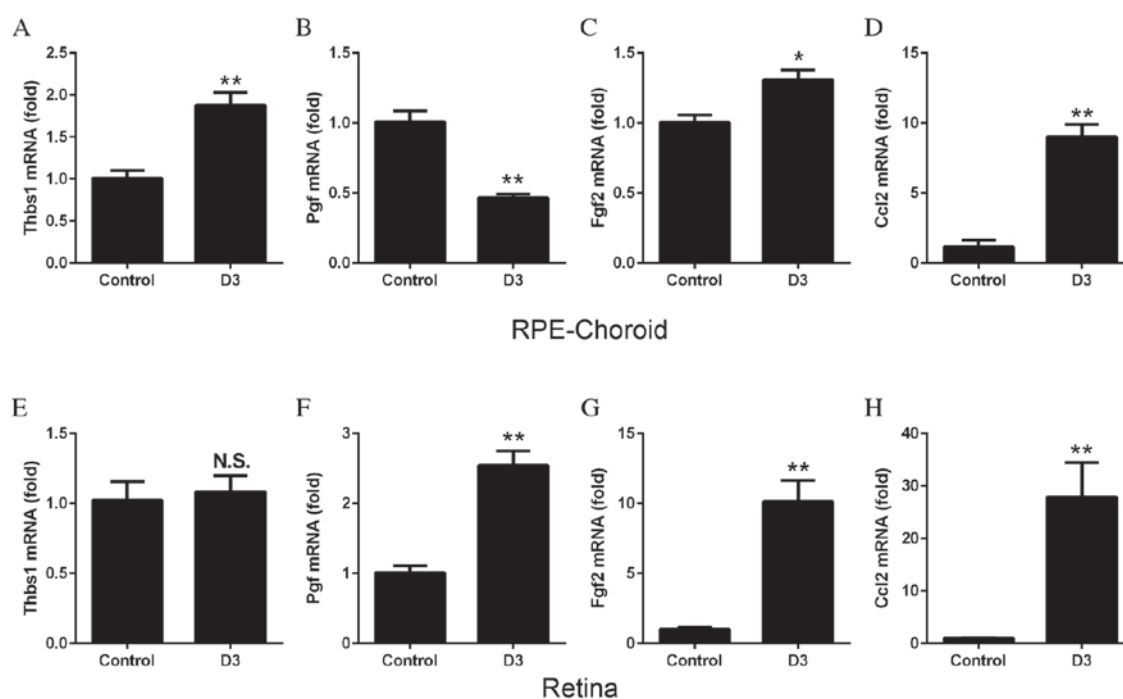 A
Thbs1 mRNA (fold)
2.5
2.0
1.5
1.0
0.5
0.0
**
Control D3
B
Pgf mRNA (fold)
1.5
1.0
0.5
0.0
**
Control D3
C
Fgf2 mRNA (fold)
1.5
1.0
0.5
0.0
*
Control D3
D
Ccl2 mRNA (fold)
15
10
5
0
**
Control D3
RPE-Choroid
E
Thbs1 mRNA (fold)
1.5
1.0
0.5
0.0
N.S.
Control D3
F
Pgf mRNA (fold)
3
2
1
0
**
Control D3
G
Fgf2 mRNA (fold)
15
10
5
0
**
Control D3
H
Ccl2 mRNA (fold)
40
30
20
10
0
**
Control D3
Retina